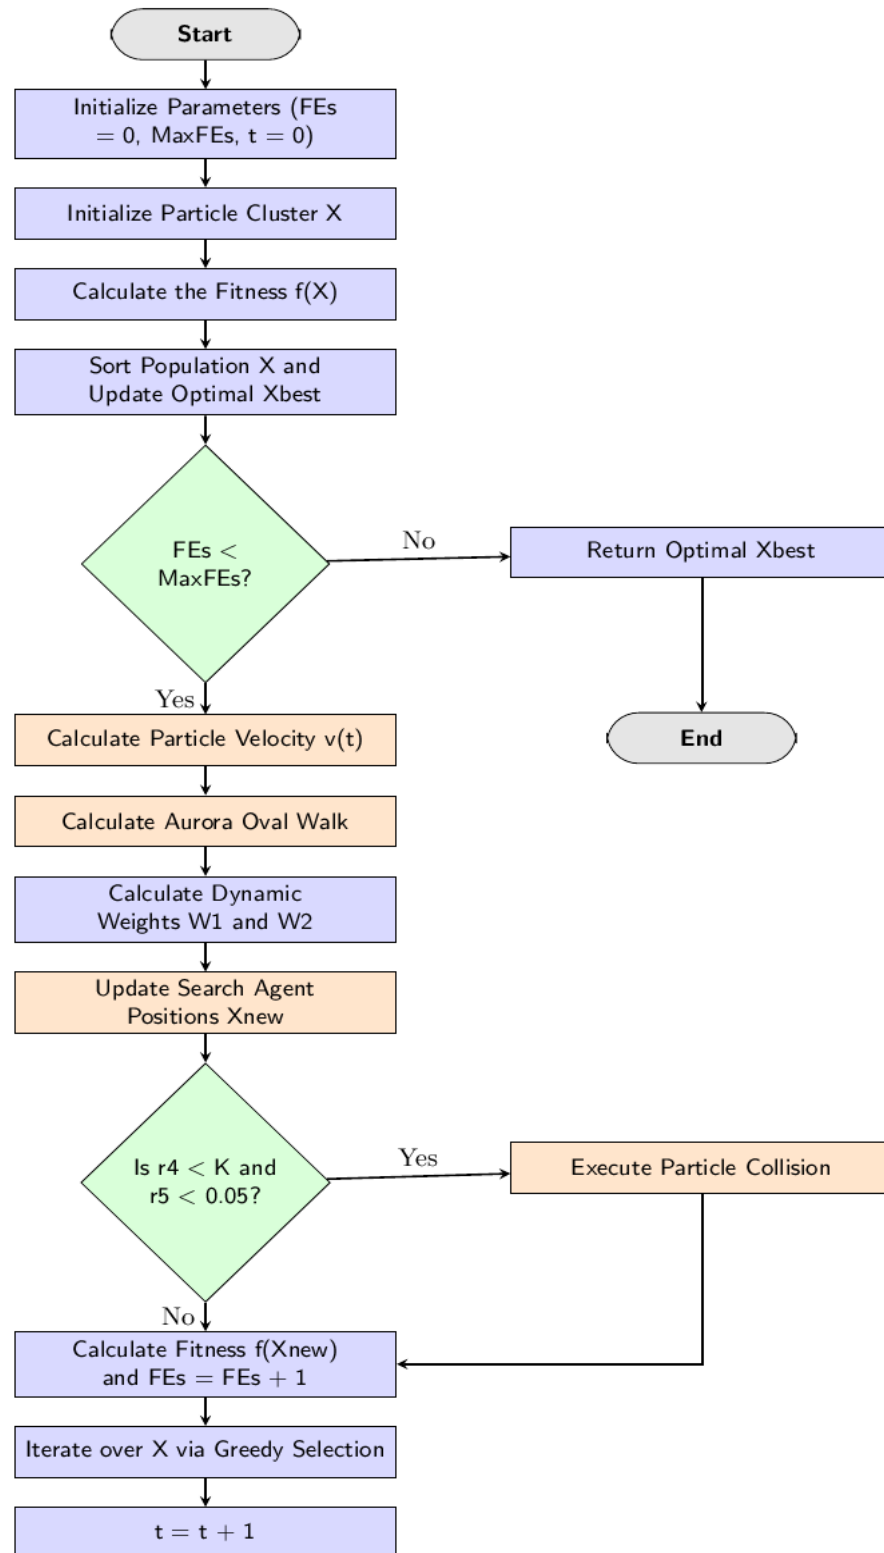 Start
Initialize Parameters (FEs
= 0, MaxFEs, t = 0)
Initialize Particle Cluster X
Calculate the Fitness f(X)
Sort Population X and
Update Optimal Xbest
FEs <
MaxFEs?
No
Return Optimal Xbest
Yes
End
Calculate Particle Velocity v(t)
Calculate Aurora Oval Walk
Calculate Dynamic
Weights W1 and W2
Update Search Agent
Positions Xnew
Is r4 < K and
r5 < 0.05?
Yes
Execute Particle Collision
No
Calculate Fitness f(Xnew)
and FEs = FEs + 1
Iterate over X via Greedy Selection
t = t + 1